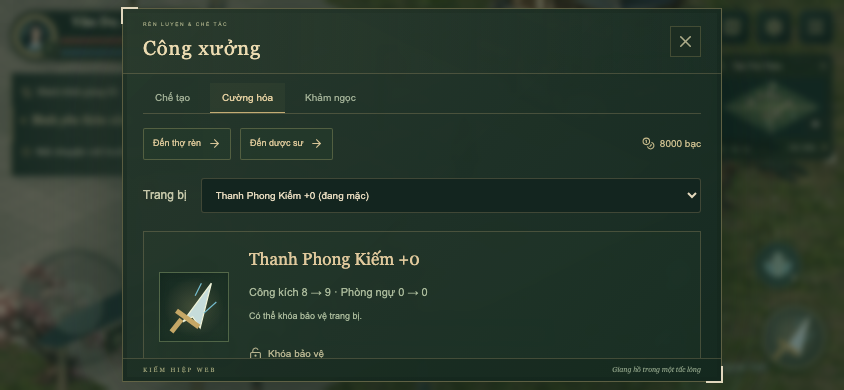 RÈN LUYỆN & CHẾ TÁC
Công xưởng
Chế tạo
Cường hóa
Khảm ngọc
Đến thợ rèn →
Đến dược sư →
8000 bạc
Trang bị
Thanh Phong Kiếm +0 (đang mặc)
Thanh Phong Kiếm +0
Công kích 8 → 9 · Phòng ngự 0 → 0
Có thể khóa bảo vệ trang bị.
Khóa bảo vệ
KIẾM HIỆP WEB
Giang hồ trong một tấc lòng